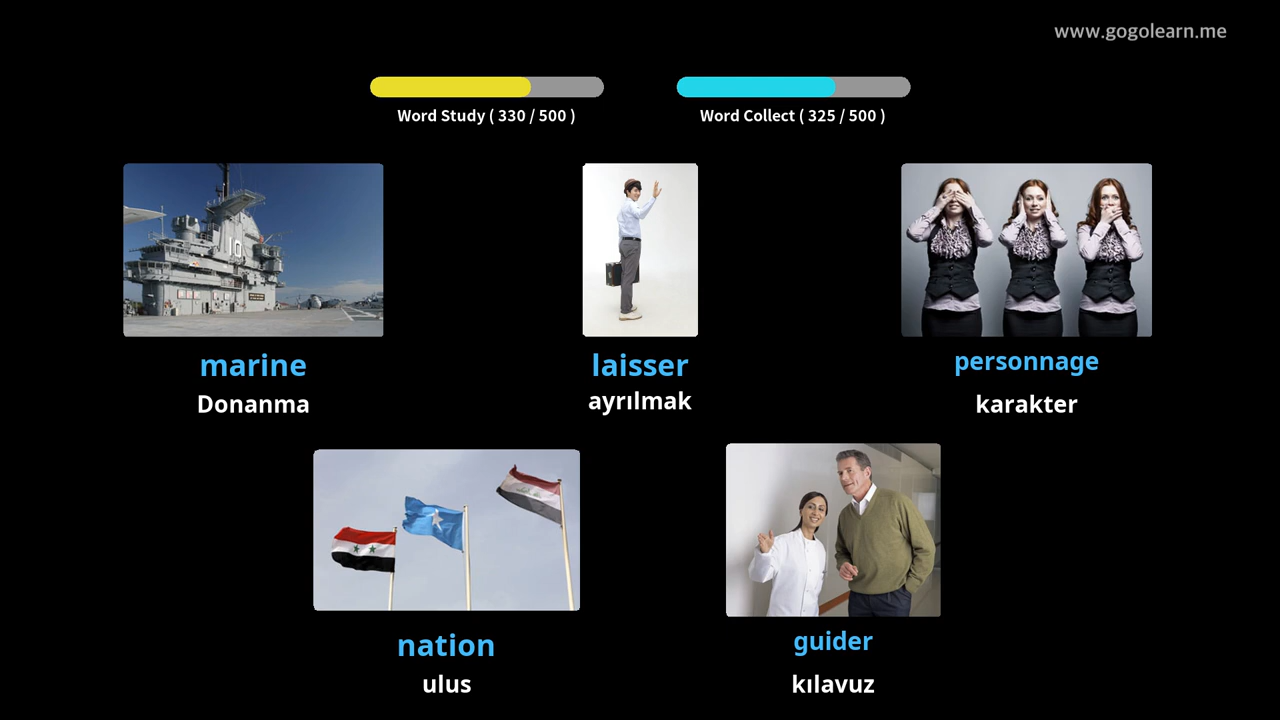 www.gogolearn.me
Word Study ( 330 / 500 )
Word Collect ( 325 / 500 )
10
marine
Donanma
laisser
ayrılmak
personnage
karakter
nation
ulus
guider
kılavuz